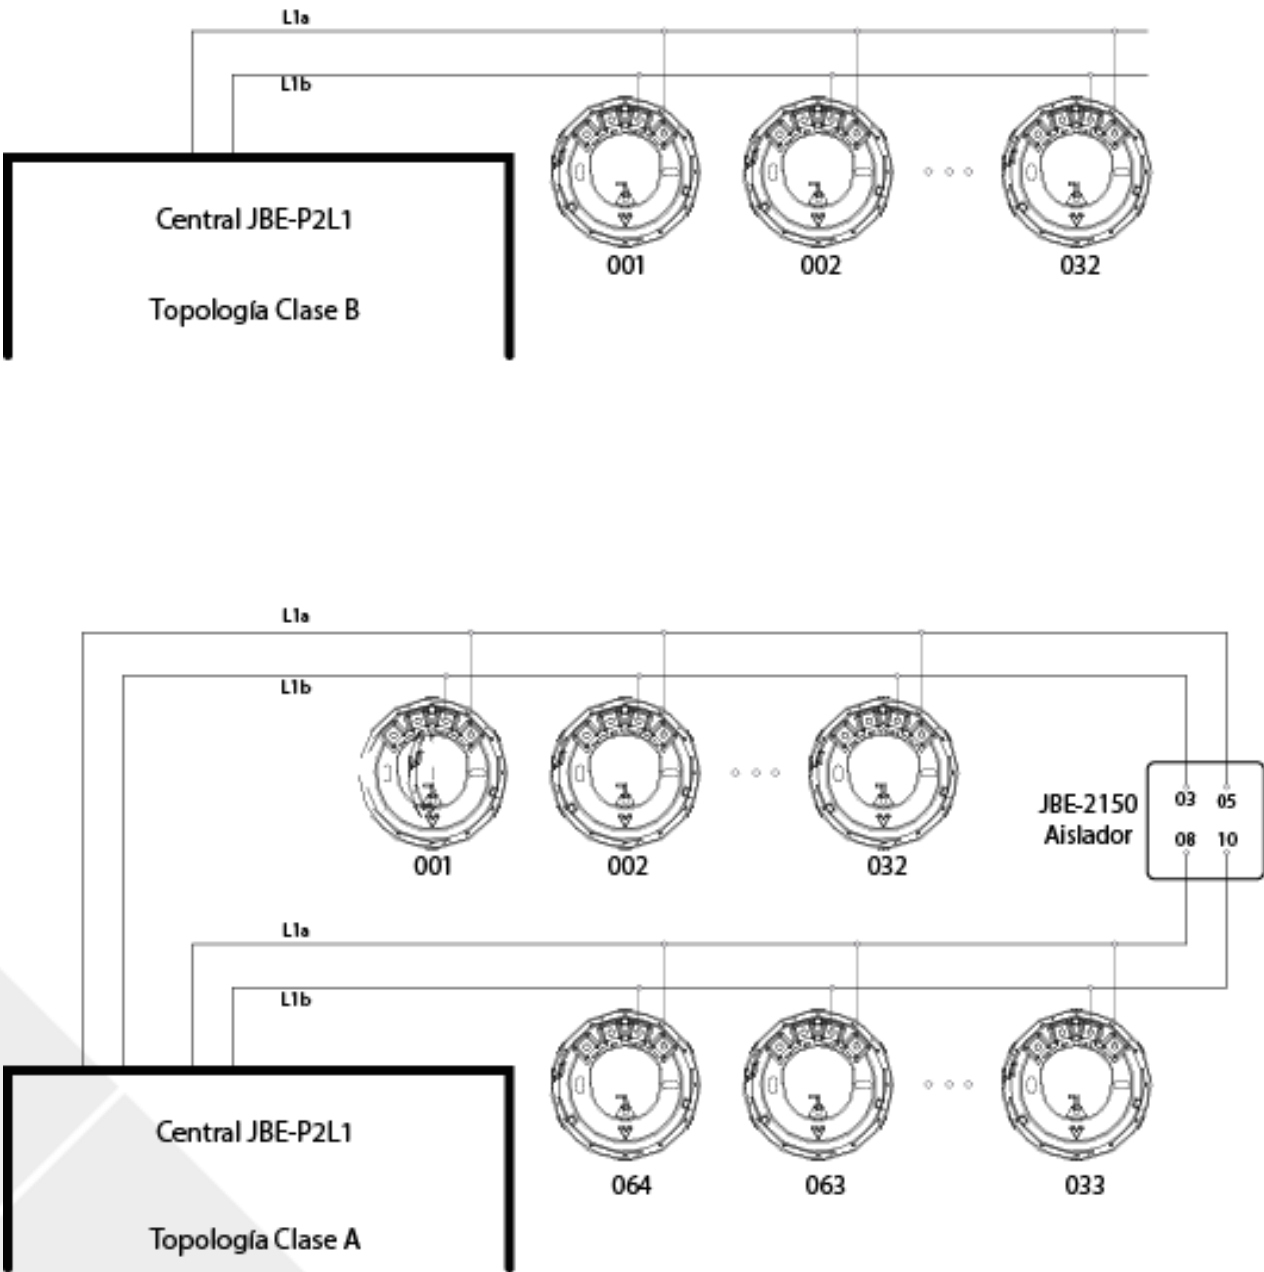 L1a
L1b
Central JBE-P2L1
Topología Clase B
001 002 032
L1a
L1b
JBE-2150
Aislador
03 05
08 10
001 002 032
L1a
L1b
Central JBE-P2L1
Topología Clase A
064 063 033